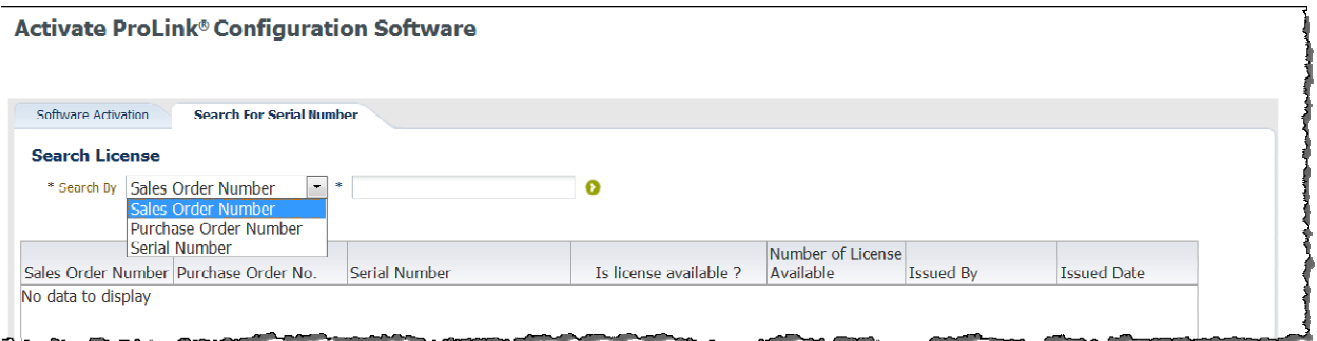 Activate ProLink® Configuration Software
Software Activation Search For Serial Number
Search License
* Search By Sales Order Number *
Sales Order Number
Purchase Order Number
Serial Number
Sales Order Number Purchase Order No. Serial Number Is license available ? Number of License Available Issued By Issued Date
No data to display